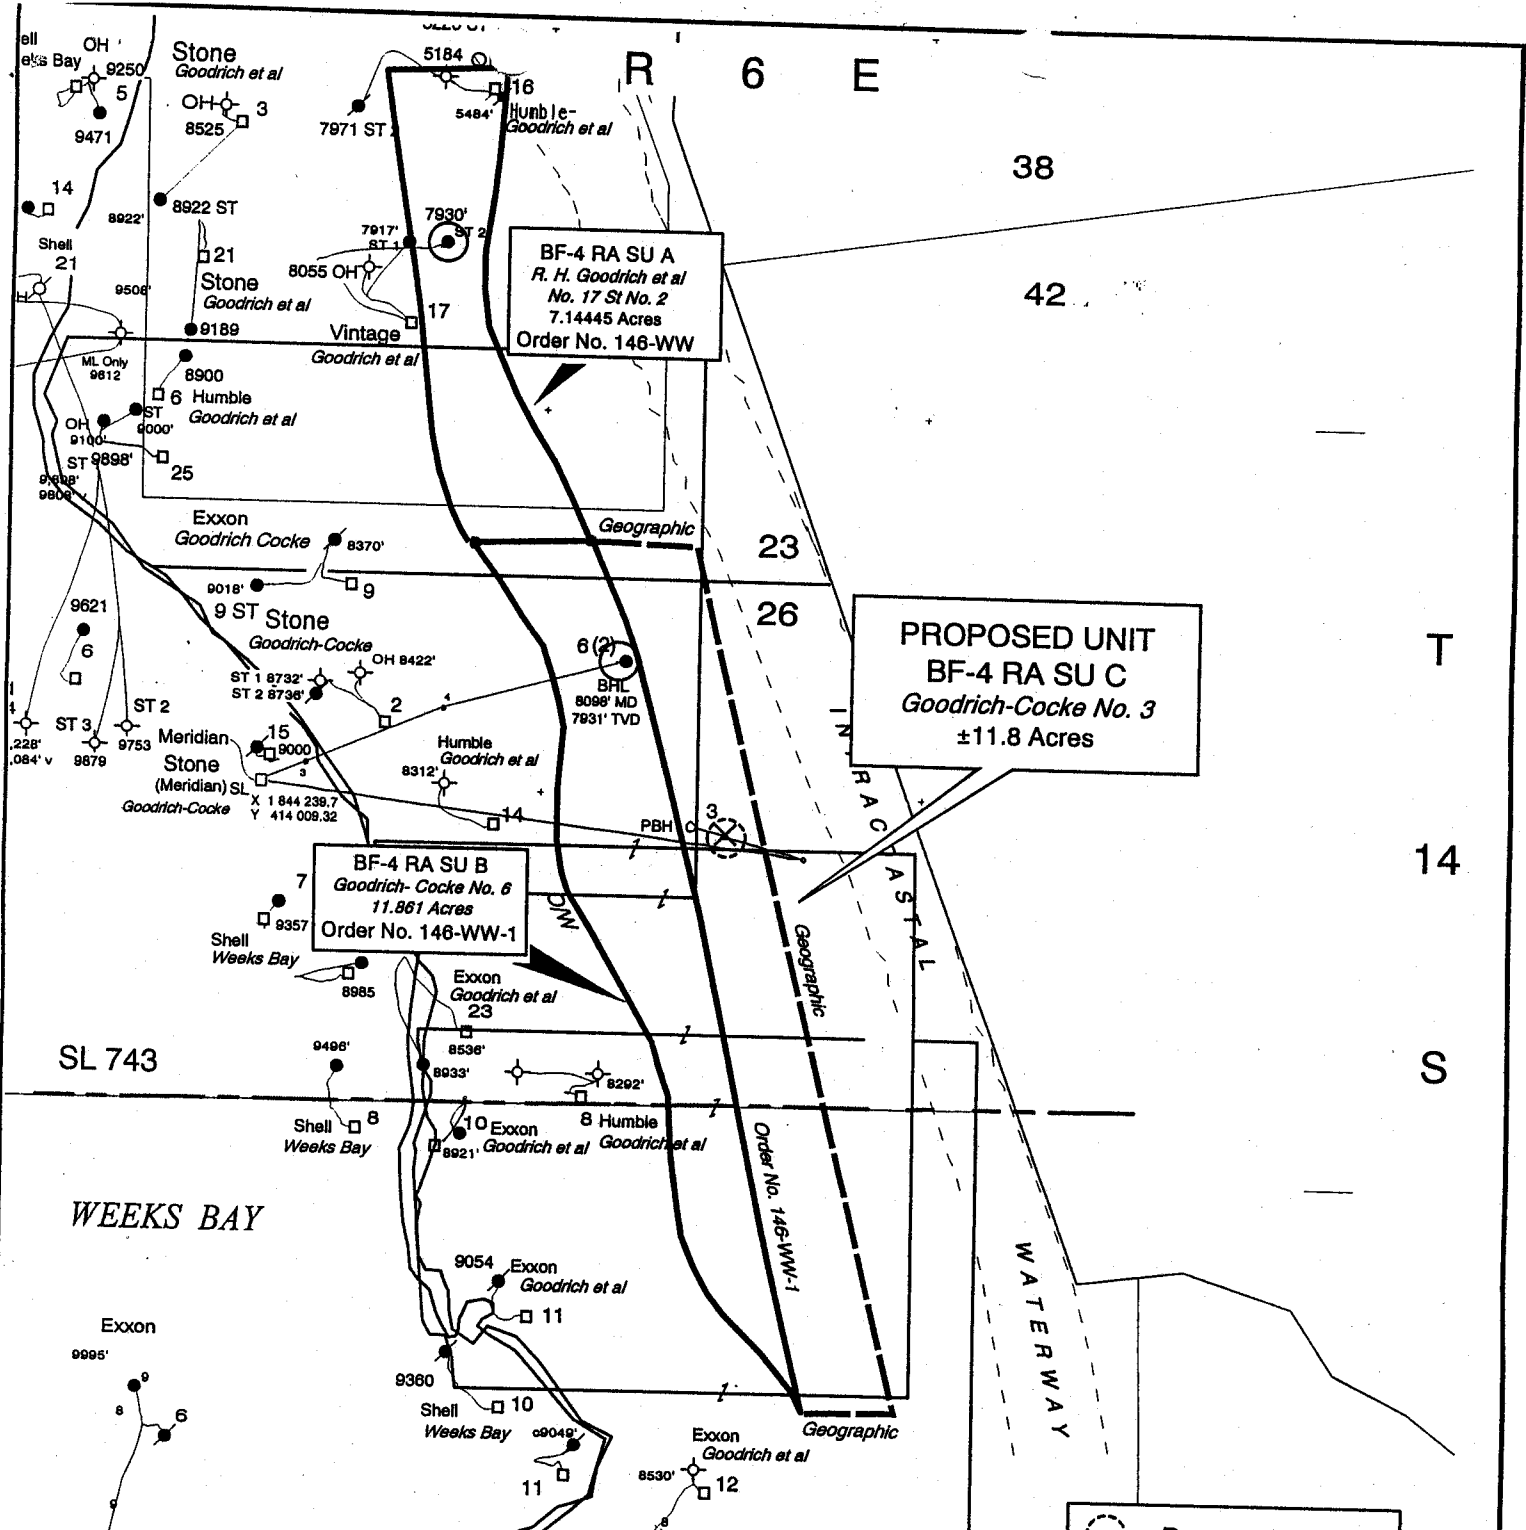 R 6 E
OH
9250
5
9471
Stone
Goodrich et al
OH
3
8525
5184
16
5484'
Humble-
Goodrich et al
7971 ST 2
38
14
8922'
8922 ST
Shell
21
21
Stone
Goodrich et al
9508'
9189
7917'
ST 1
7930'
ST 2
8055 OH
17
Vintage
Goodrich et al
BF-4 RA SU A
R. H. Goodrich et al
No. 17 St No. 2
7.14445 Acres
Order No. 146-WW
42
ML Only
9612
8900
6 Humble
Goodrich et al
OH
9100'
ST
9000'
ST
9898'
25
Exxon
Goodrich Cocke
8370'
9018'
9
9 ST
Geographic
23
26
9621
6
Stone
Goodrich-Cocke
OH 8422'
ST 1 8732'
ST 2 8736'
2
4
6 (2)
BHL
8098' MD
7931' TVD
PROPOSED UNIT
BF-4 RA SU C
Goodrich-Cocke No. 3
±11.8 Acres
T
ST 2
9753
ST 3
9879
,228'
,084' v
Meridian
15
9000
3
Stone
(Meridian) SL
Goodrich-Cocke
X 1 844 239.7
Y 414 009.32
Humble
Goodrich et al
8312'
14
PBH
3
14
INTRACOASTAL
BF-4 RA SU B
Goodrich- Cocke No. 6
11.861 Acres
Order No. 146-WW-1
7
9357
Shell
Weeks Bay
8985
Exxon
Goodrich et al
23
8536'
Geographic
SL 743
9496'
8933'
8292'
S
Shell 8
Weeks Bay
10 Exxon
8921' Goodrich et al
8 Humble
Goodrich et al
Order No. 146-WW-1
WEEKS BAY
9054
Exxon
Goodrich et al
11
WATERWAY
Exxon
9995'
9
8
6
9360
Shell 10
Weeks Bay
Geographic
9049'
11
Exxon
Goodrich et al
8530'
12
9
8